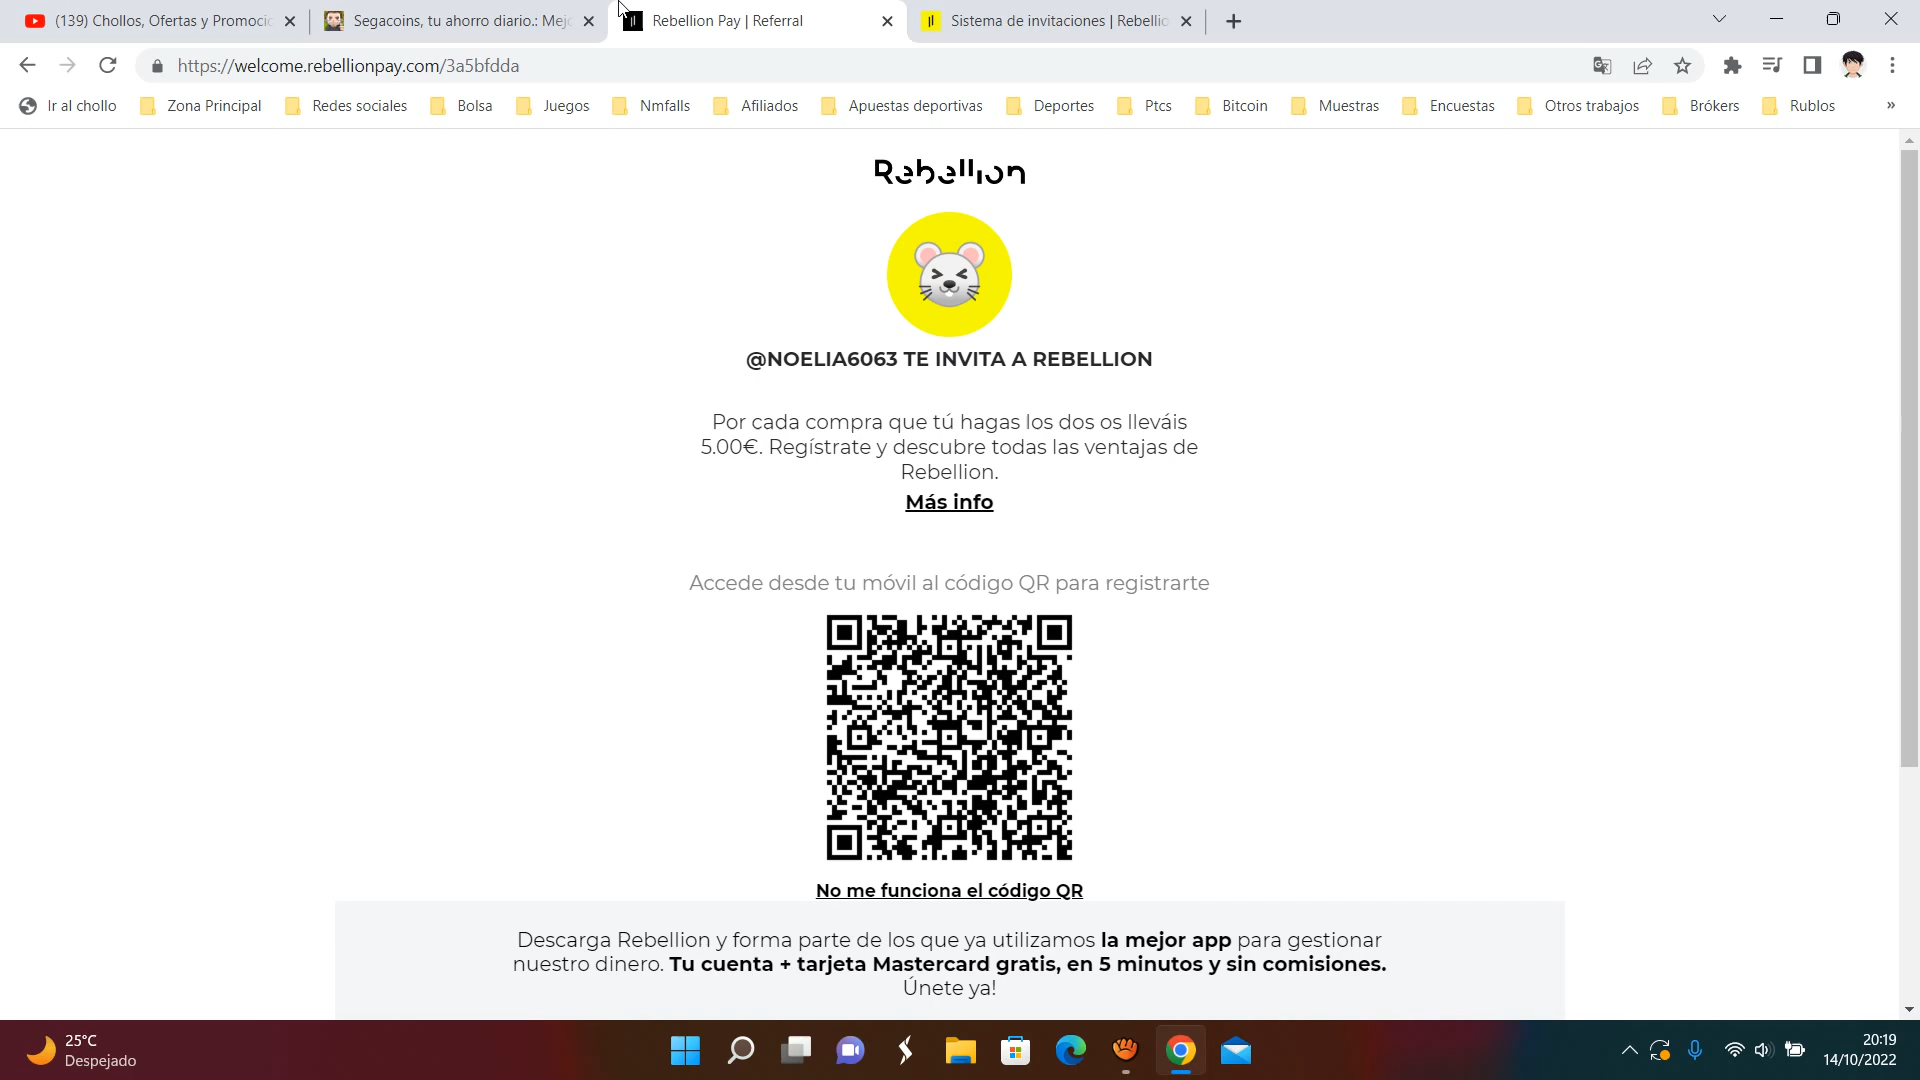 (139) Chollos, Ofertas y Promocio
Segacoins, tu ahorro diario.: Mejo
Rebellion Pay | Referral
Sistema de invitaciones | Rebellio
https://welcome.rebellionpay.com/3a5bfdda
Ir al chollo
Zona Principal
Redes sociales
Bolsa
Juegos
Nmfalls
Afiliados
Apuestas deportivas
Deportes
Ptcs
Bitcoin
Muestras
Encuestas
Otros trabajos
Brókers
Rublos
»
Rebellion
@NOELIA6063 TE INVITA A REBELLION
Por cada compra que tú hagas los dos os lleváis
5.00€. Regístrate y descubre todas las ventajas de
Rebellion.
Más info
Accede desde tu móvil al código QR para registrarte
No me funciona el código QR
Descarga Rebellion y forma parte de los que ya utilizamos la mejor app para gestionar
nuestro dinero. Tu cuenta + tarjeta Mastercard gratis, en 5 minutos y sin comisiones.
Únete ya!
25°C
Despejado
20:19
14/10/2022